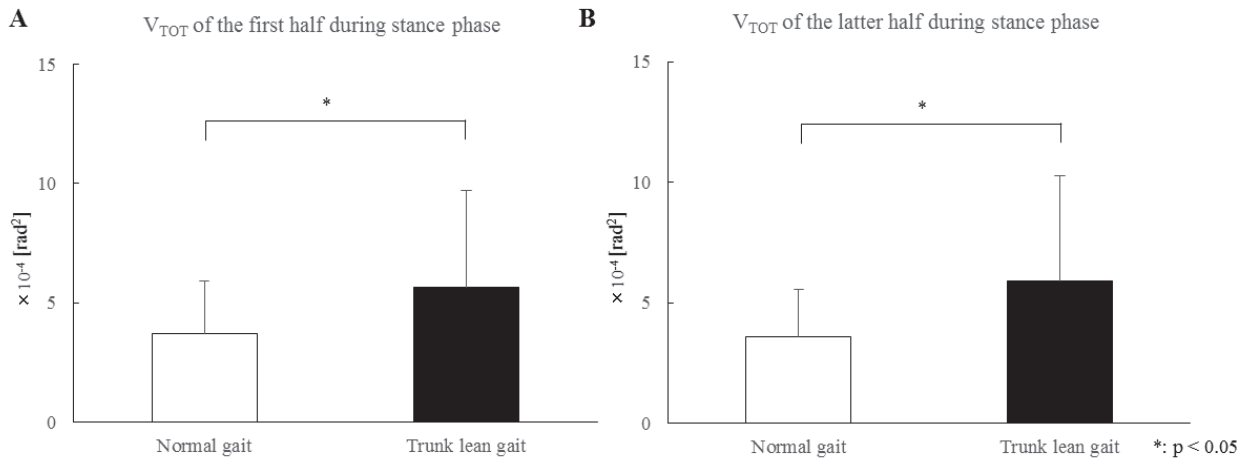 A
V_TOT of the first half during stance phase
15
*
10
× 10⁻⁴ [rad²]
5
0
Normal gait
Trunk lean gait
B
V_TOT of the latter half during stance phase
15
*
10
× 10⁻⁴ [rad²]
5
0
Normal gait
Trunk lean gait
*: p < 0.05